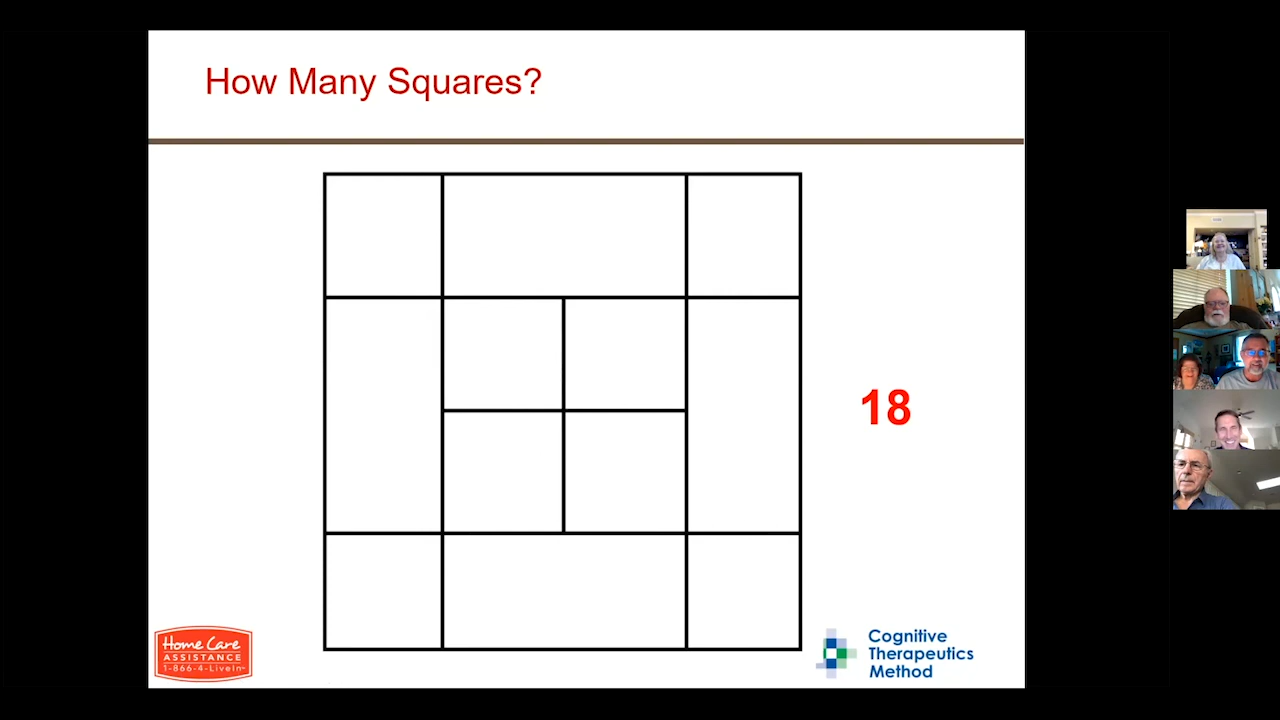 How Many Squares?
18
Home Care
ASSISTANCE
1-866-4-LiveIn
Cognitive
Therapeutics
Method